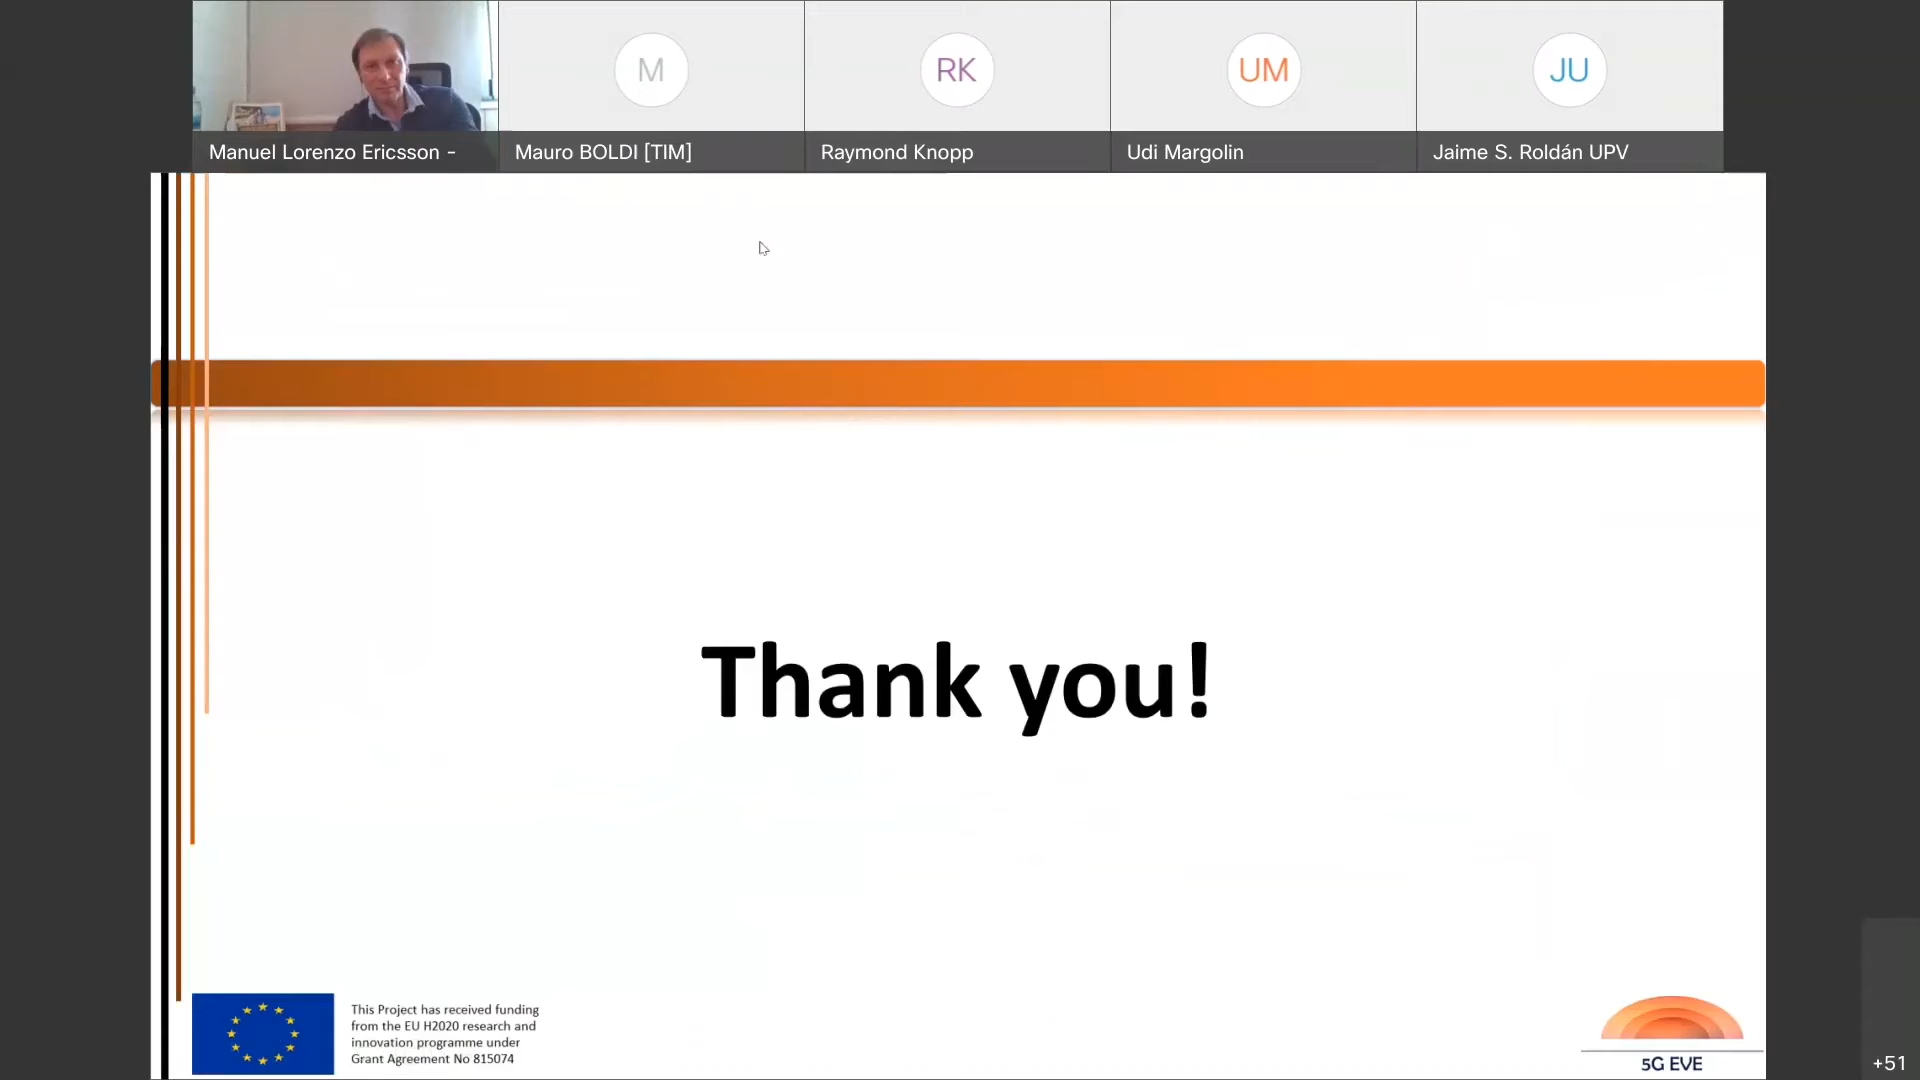 M
RK
UM
JU
Manuel Lorenzo Ericsson -
Mauro BOLDI [TIM]
Raymond Knopp
Udi Margolin
Jaime S. Roldán UPV
Thank you!
This Project has received funding
from the EU H2020 research and
innovation programme under
Grant Agreement No 815074
5G EVE
+51